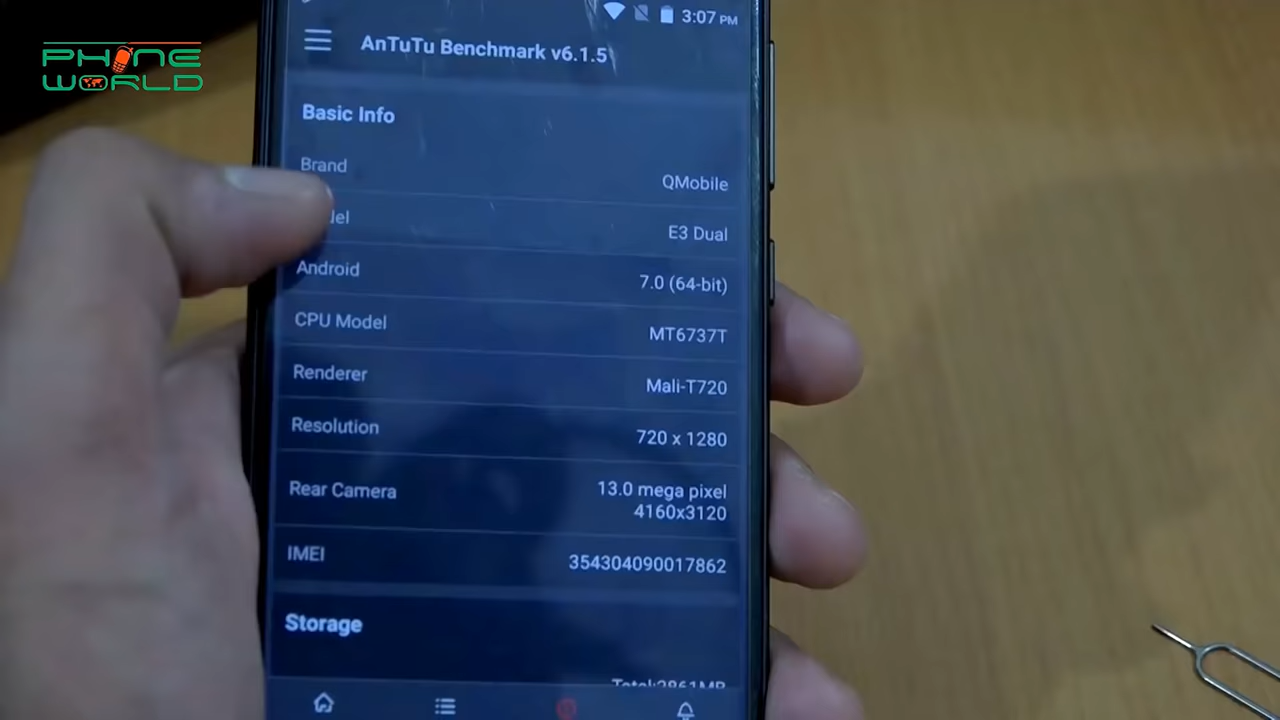 PHONE
WORLD
3:07 PM
AnTuTu Benchmark v6.1.5
Basic Info
Brand
QMobile
E3 Dual
Android
7.0 (64-bit)
CPU Model
MT6737T
Renderer
Mali-T720
Resolution
720 x 1280
Rear Camera
13.0 mega pixel
4160x3120
IMEI
354304090017862
Storage
Total:2861MB